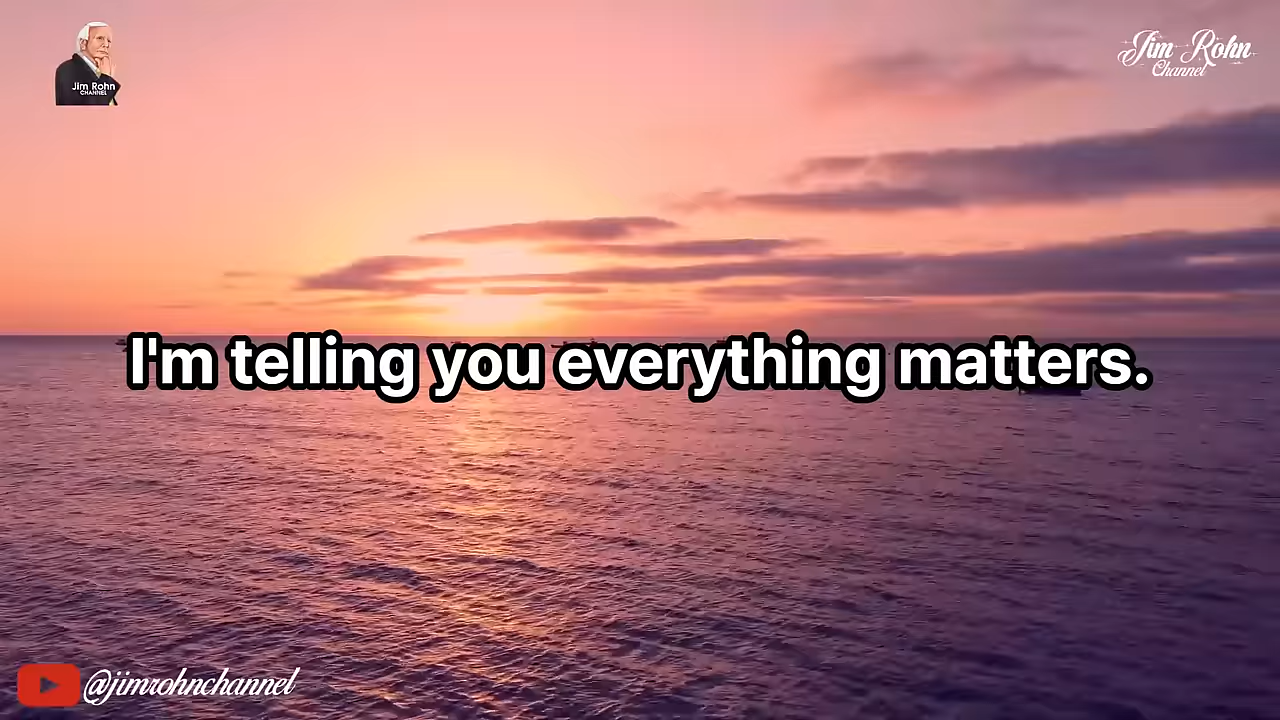 Jim Rohn
CHANNEL
Jim Rohn
Channel
I'm telling you everything matters.
@jimrohnchannel